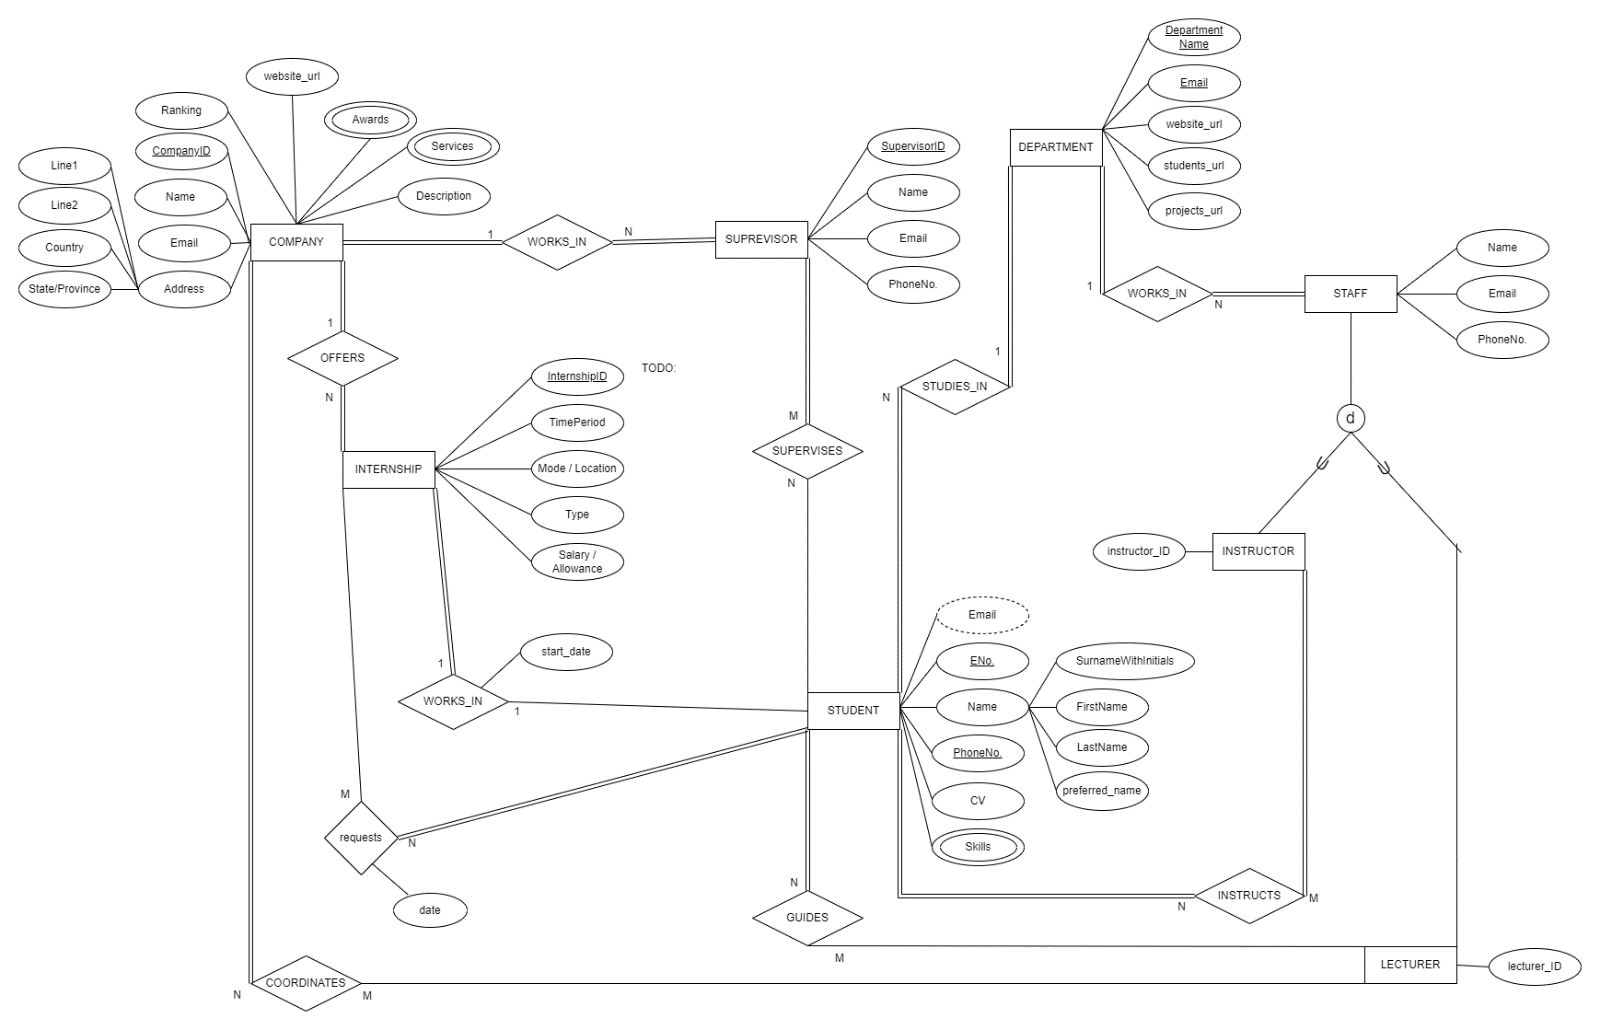 Department
Name
Email
website_url
students_url
projects_url
DEPARTMENT
website_url
Ranking
Awards
CompanyID
Services
Line1
Name
Description
Line2
Email
Country
Address
State/Province
COMPANY
1
WORKS_IN
N
SUPREVISOR
SupervisorID
Name
Email
PhoneNo.
1
WORKS_IN
N
STAFF
Name
Email
PhoneNo.
1
OFFERS
N
InternshipID
TODO:
TimePeriod
Mode / Location
Type
Salary /
Allowance
INTERNSHIP
M
SUPERVISES
N
1
STUDIES_IN
N
d
instructor_ID
INSTRUCTOR
Email
ENo.
Name
PhoneNo.
CV
Skills
SurnameWithInitials
FirstName
LastName
preferred_name
start_date
1
WORKS_IN
1
STUDENT
M
requests
N
date
N
GUIDES
M
N
INSTRUCTS
M
LECTURER
lecturer_ID
N
COORDINATES
M